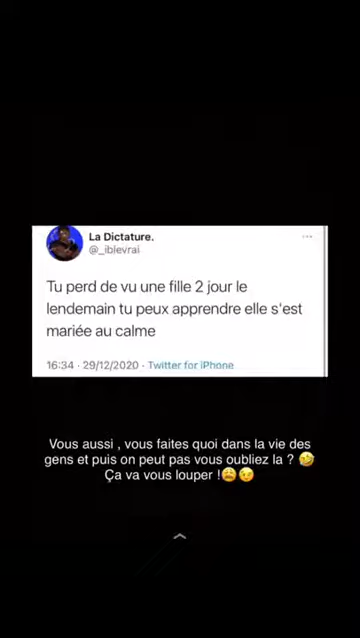 La Dictature.
@_iblevrai
Tu perd de vu une fille 2 jour le
lendemain tu peux apprendre elle s'est
mariée au calme
16:34 · 29/12/2020 · Twitter for iPhone
Vous aussi , vous faites quoi dans la vie des
gens et puis on peut pas vous oubliez la ? 🤣
Ça va vous louper !😩😉